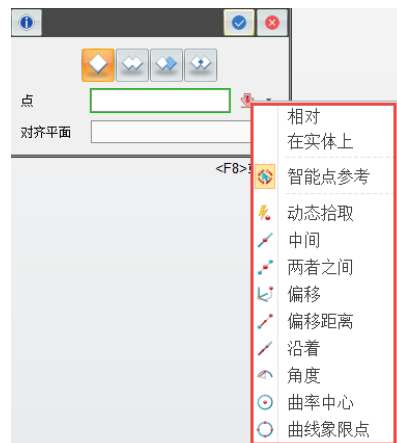 点
对齐平面
<F8>
相对
在实体上
智能点参考
动态拾取
中间
两者之间
偏移
偏移距离
沿着
角度
曲率中心
曲线象限点